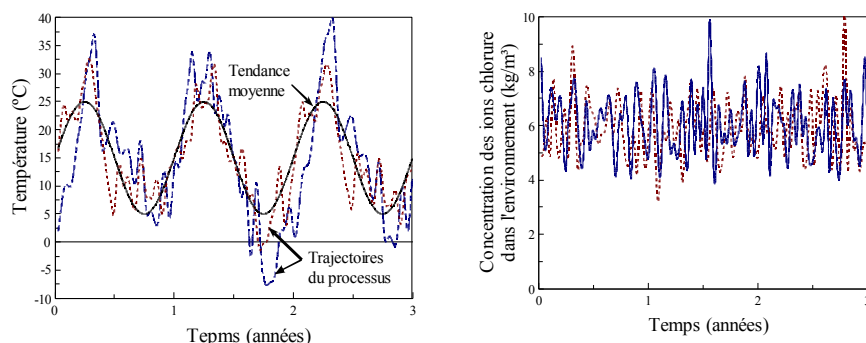 40
35
30
25
20
15
10
5
0
-5
-10
Température (ºC)
Tendance
moyenne
Trajectoires
du processus
0
1
2
3
Tepms (années)
10
8
6
4
2
0
Concentration des ions chlorure
dans l'environnement (kg/m³)
0
1
2
3
Temps (années)